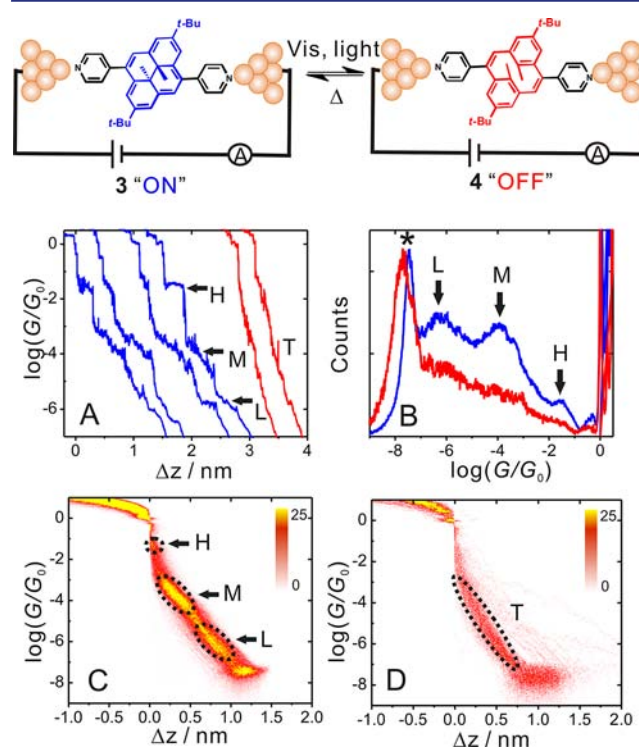 t-Bu
N
N
t-Bu
A
3 "ON"
Vis, light
Δ
t-Bu
N
N
t-Bu
A
4 "OFF"
log(G/G₀)
0
-2
-4
-6
H
M
L
T
A
0 1 2 3 4
Δz / nm
Counts
*
L
M
H
B
-8 -6 -4 -2 0
log(G/G₀)
log(G/G₀)
0
-2
-4
-6
-8
25
0
H
M
L
C
-1.0 -0.5 0.0 0.5 1.0 1.5 2.0
Δz / nm
log(G/G₀)
0
-2
-4
-6
-8
25
0
T
D
-1.0 -0.5 0.0 0.5 1.0 1.5 2.0
Δz / nm